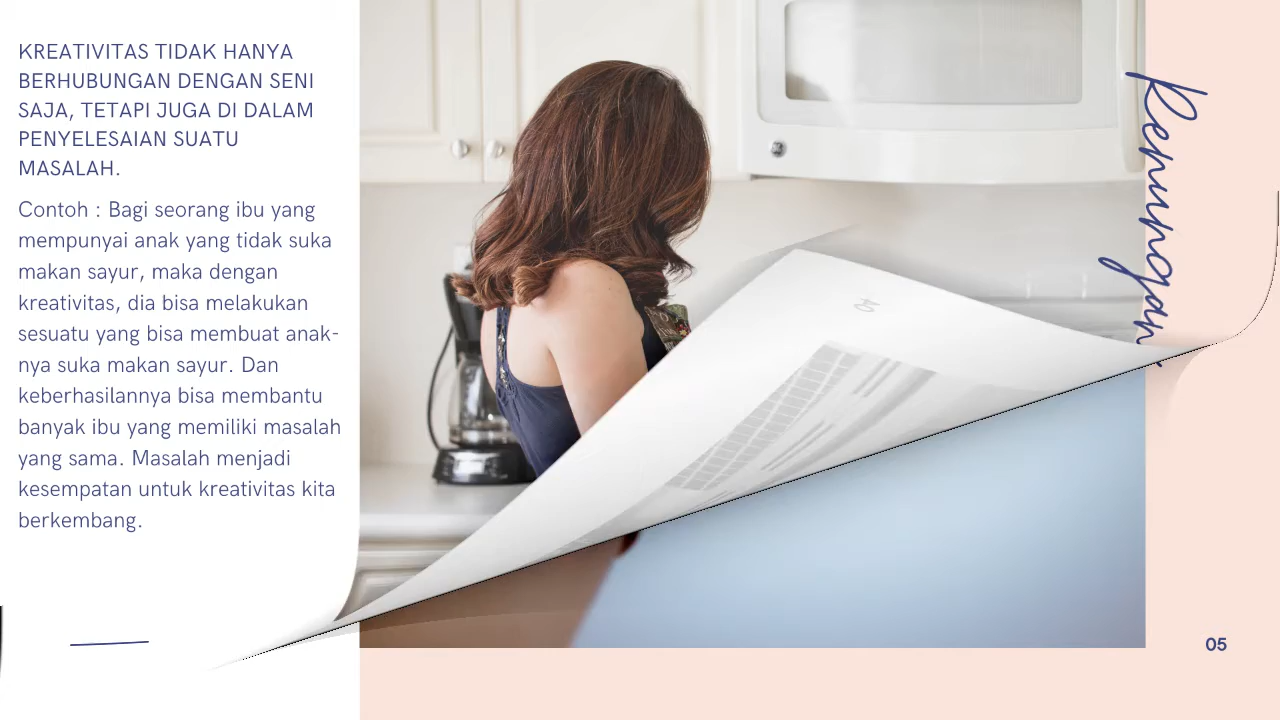 KREATIVITAS TIDAK HANYA
BERHUBUNGAN DENGAN SENI
SAJA, TETAPI JUGA DI DALAM
PENYELESAIAN SUATU
MASALAH.
Contoh : Bagi seorang ibu yang
mempunyai anak yang tidak suka
makan sayur, maka dengan
kreativitas, dia bisa melakukan
sesuatu yang bisa membuat anak-
nya suka makan sayur. Dan
keberhasilannya bisa membantu
banyak ibu yang memiliki masalah
yang sama. Masalah menjadi
kesempatan untuk kreativitas kita
berkembang.
05